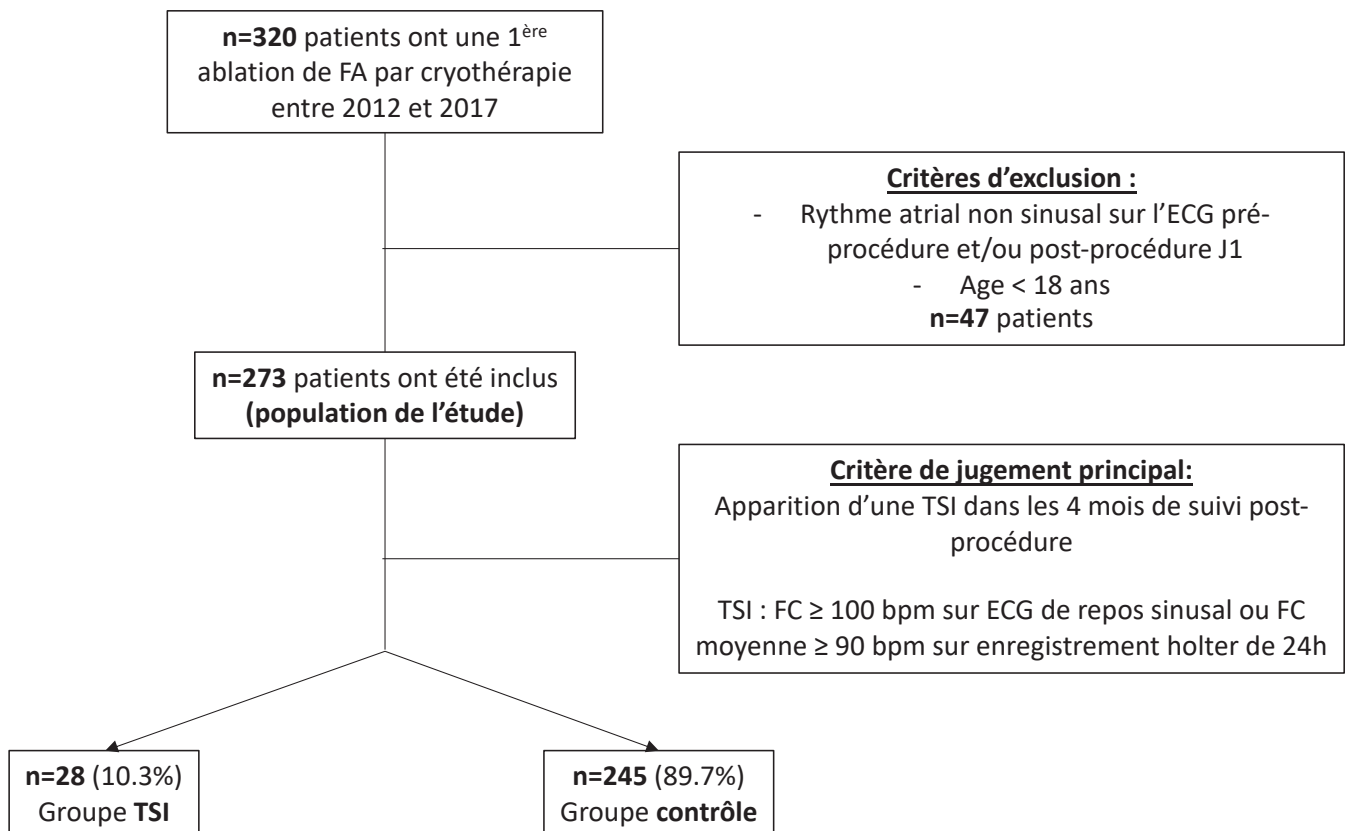 n=320 patients ont une 1ère
ablation de FA par cryothérapie
entre 2012 et 2017
Critères d'exclusion :
- Rythme atrial non sinusal sur l'ECG pré-
procédure et/ou post-procédure J1
- Age < 18 ans
n=47 patients
n=273 patients ont été inclus
(population de l'étude)
Critère de jugement principal:
Apparition d'une TSI dans les 4 mois de suivi post-
procédure
TSI : FC ≥ 100 bpm sur ECG de repos sinusal ou FC
moyenne ≥ 90 bpm sur enregistrement holter de 24h
n=28 (10.3%)
Groupe TSI
n=245 (89.7%)
Groupe contrôle